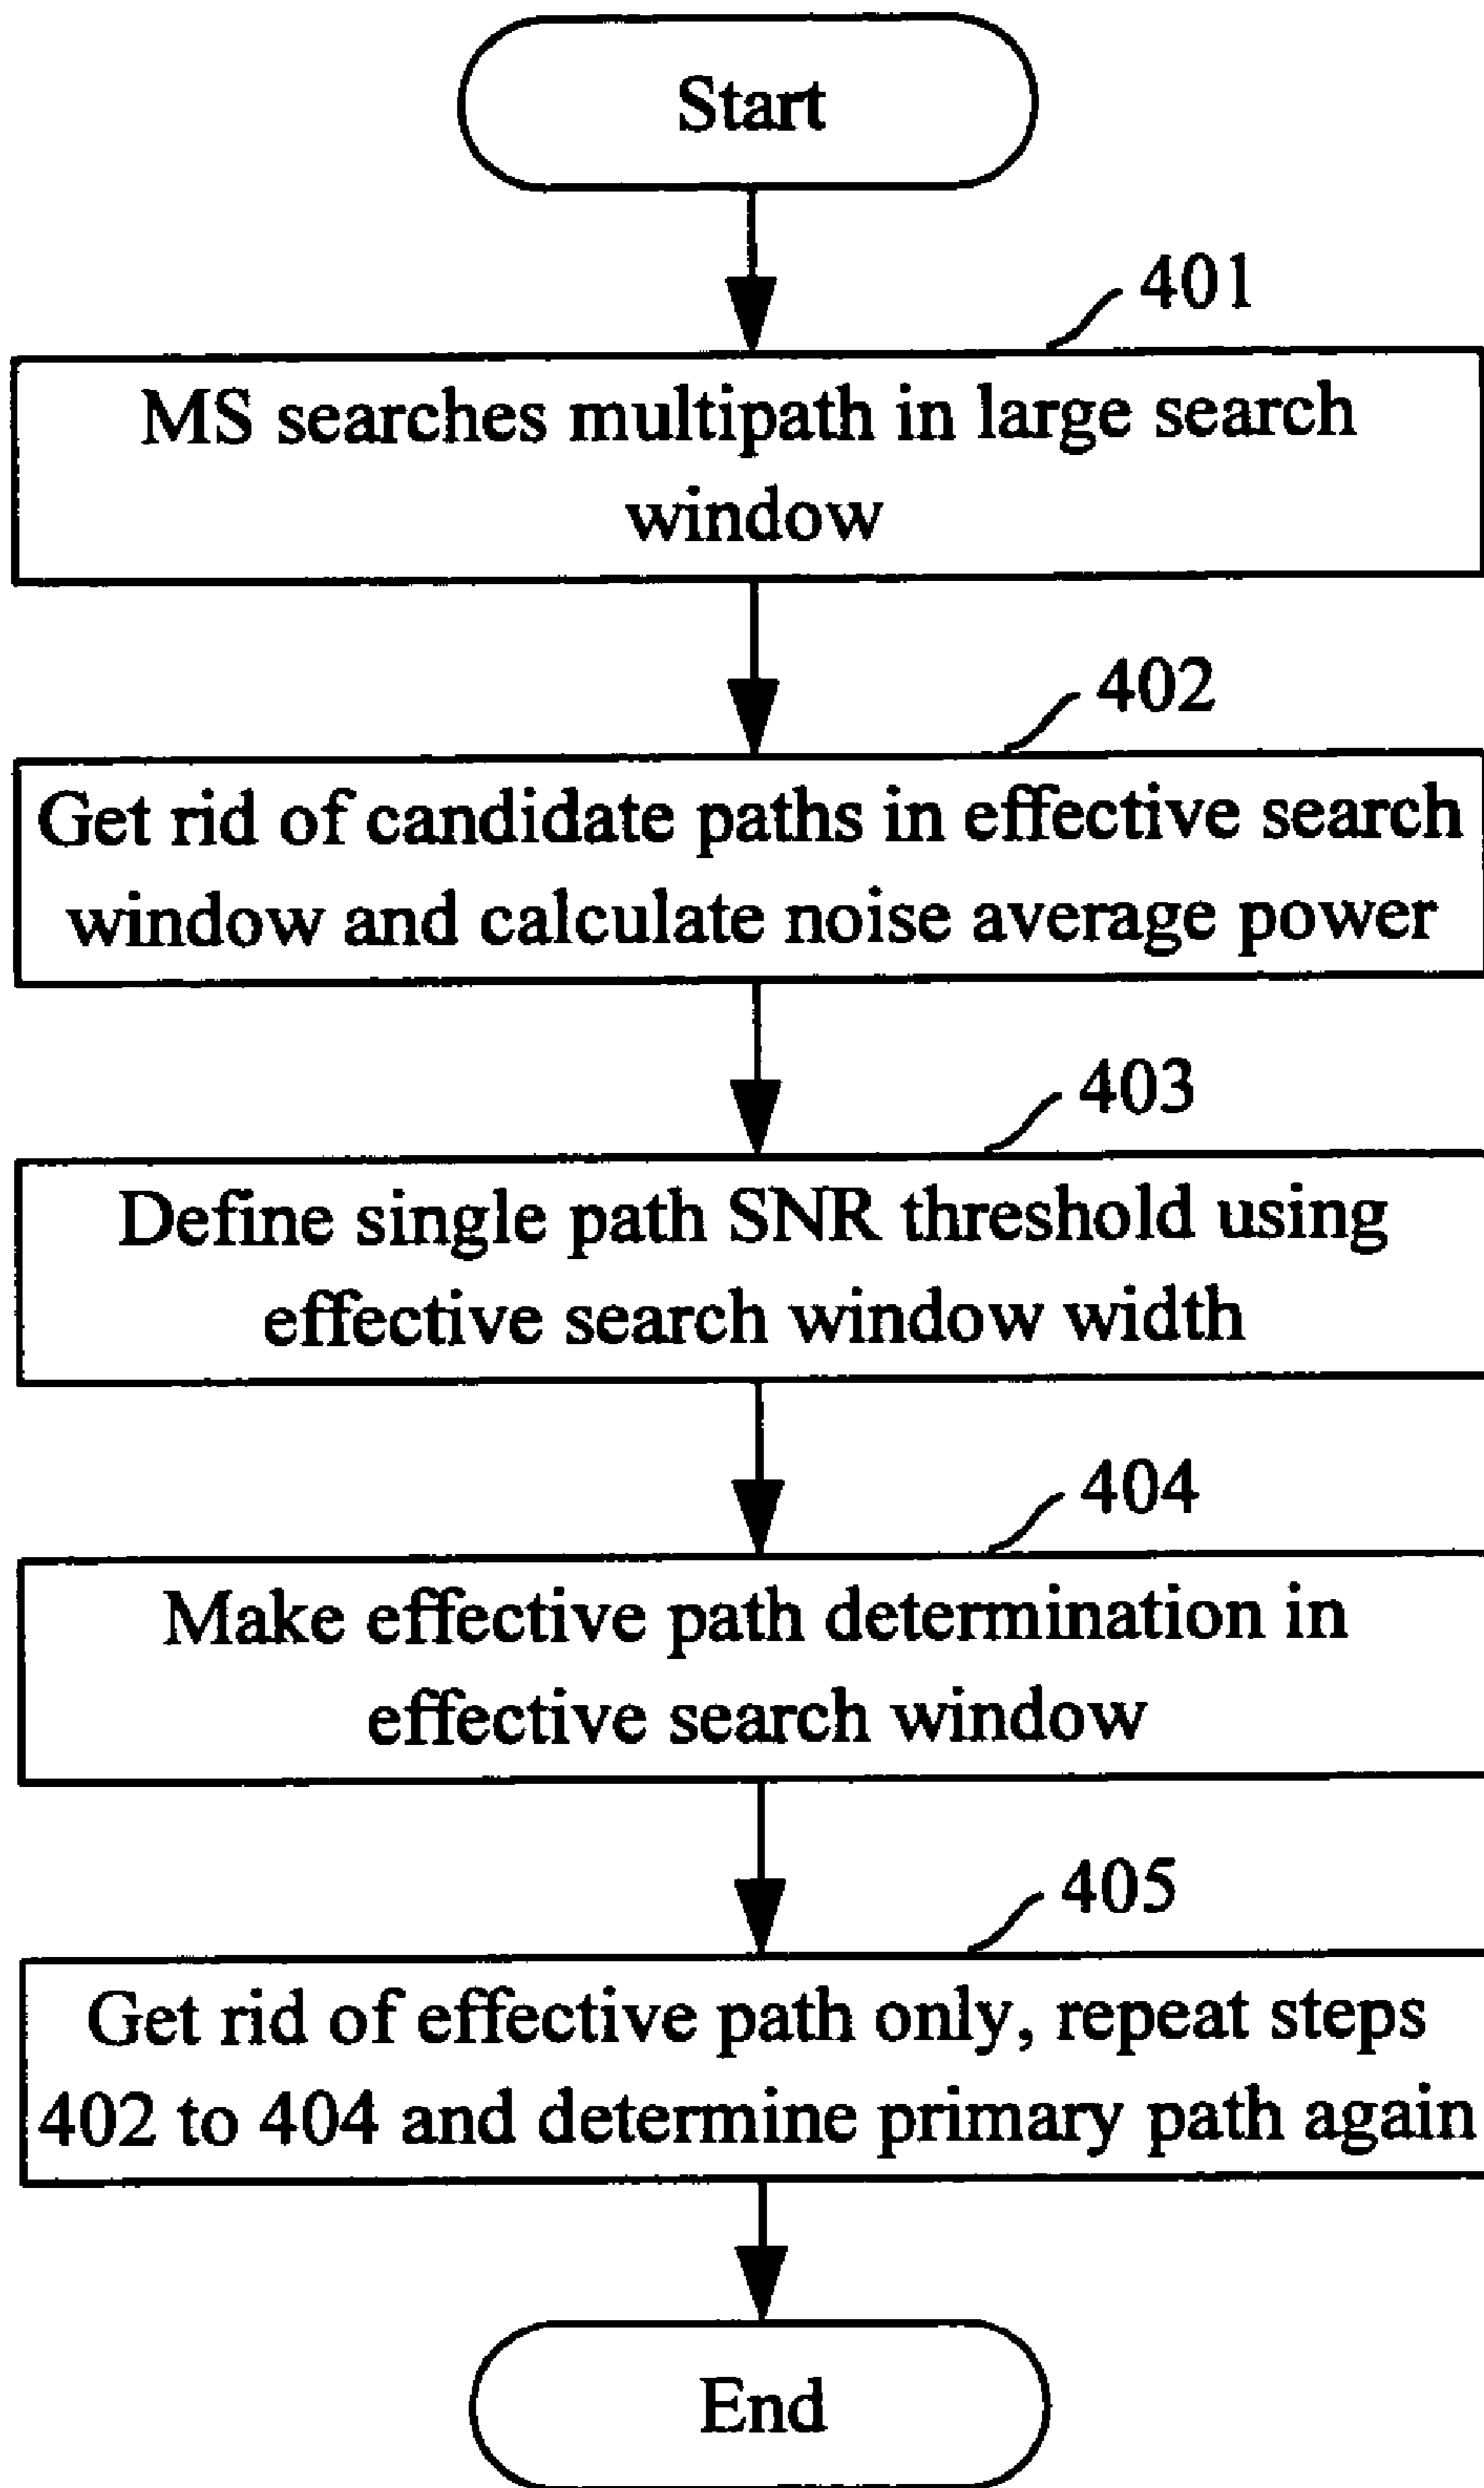 Start
401
MS searches multipath in large search
window
402
Get rid of candidate paths in effective search
window and calculate noise average power
403
Define single path SNR threshold using
effective search window width
404
Make effective path determination in
effective search window
405
Get rid of effective path only, repeat steps
402 to 404 and determine primary path again
End